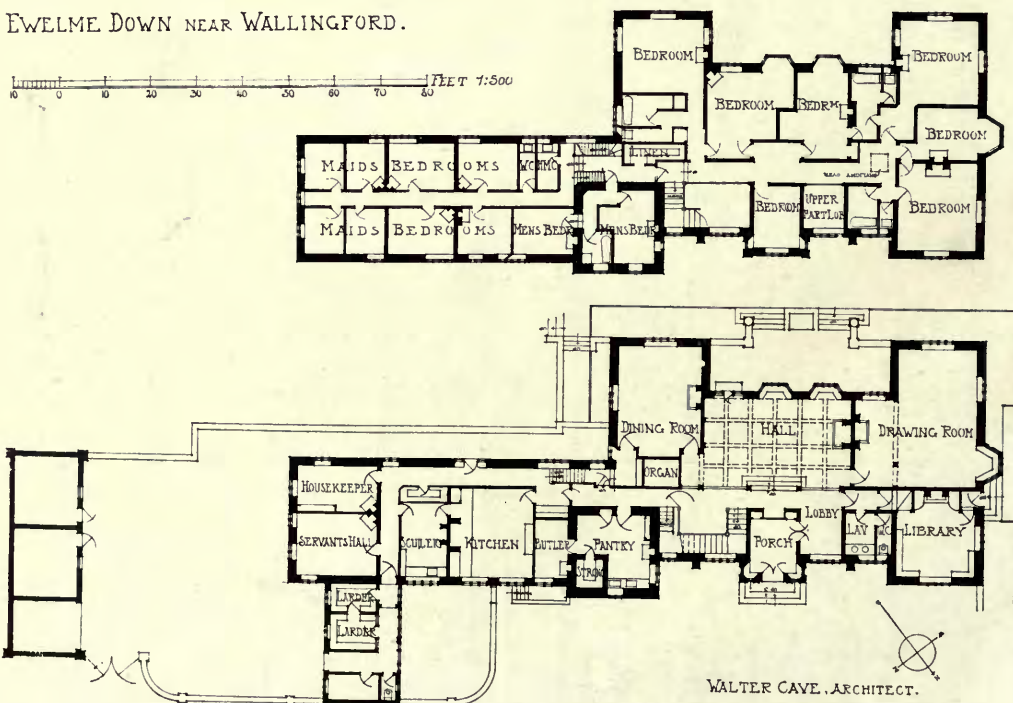 EWELME DOWN NEAR WALLINGFORD.
10 0 10 20 30 40 50 60 70 80 FEET 1:500
BEDROOM
BEDROOM
BEDROOM
BEDRM
BEDROOM
LINEN
MAIDS BEDROOMS
WC
HMC
BEDROOM
UPPER PART LOB
BEDROOM
MAIDS BEDROOMS
MENS BEDR
MENS BEDR
DINING ROOM
HALL
DRAWING ROOM
ORGAN
HOUSEKEEPER
SERVANTS HALL
SCULLERY
KITCHEN
BUTLER
PANTRY
STRONG
PORCH
LOBBY
LAV
WC
LIBRARY
LARDER
LARDER
WALTER CAVE, ARCHITECT.